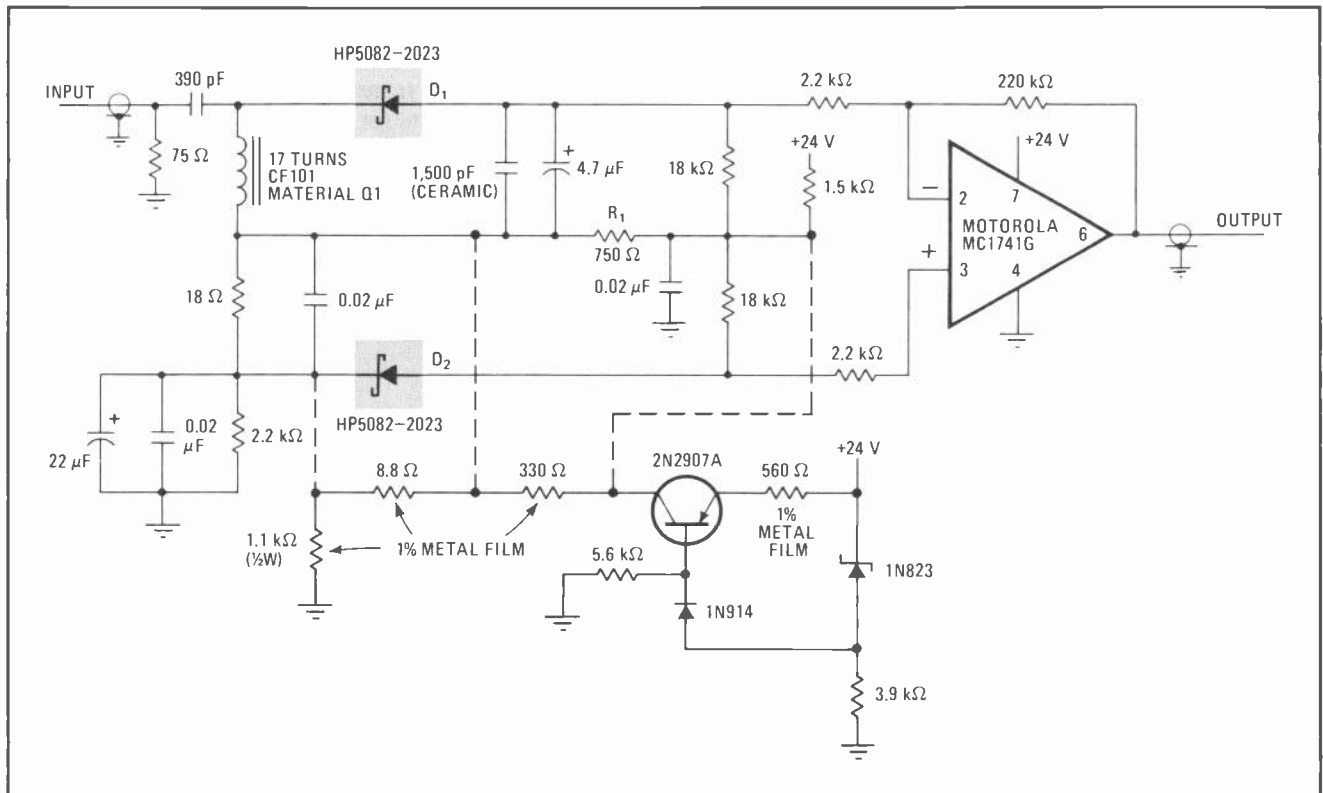 HP5082-2023
390 pF
INPUT
D₁
2.2 kΩ
220 kΩ
75 Ω
17 TURNS
CF101
MATERIAL Q1
1,500 pF
(CERAMIC)
+
4.7 µF
18 kΩ
+24 V
1.5 kΩ
+24 V
7
−
2
MOTOROLA
MC1741G
6
OUTPUT
+
3
4
R₁
750 Ω
0.02 µF
18 kΩ
18 Ω
0.02 µF
D₂
2.2 kΩ
HP5082-2023
+
22 µF
0.02
µF
2.2 kΩ
8.8 Ω
330 Ω
2N2907A
560 Ω
+24 V
1%
METAL
FILM
1.1 kΩ
(½W)
1% METAL FILM
5.6 kΩ
1N914
1N823
3.9 kΩ